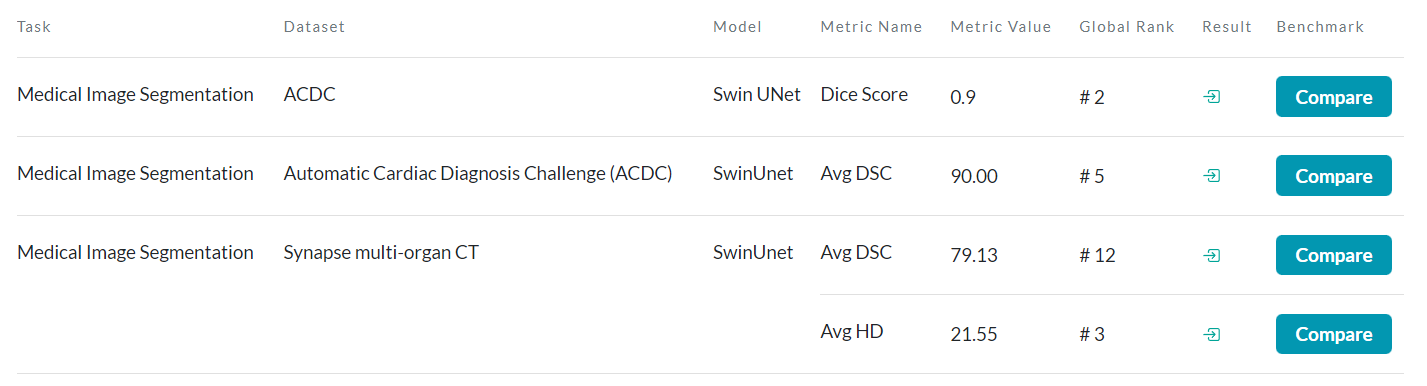 Task Dataset Model Metric Name Metric Value Global Rank Result Benchmark
Medical Image Segmentation ACDC Swin UNet Dice Score 0.9 # 2 Compare
Medical Image Segmentation Automatic Cardiac Diagnosis Challenge (ACDC) SwinUnet Avg DSC 90.00 # 5 Compare
Medical Image Segmentation Synapse multi-organ CT SwinUnet Avg DSC 79.13 # 12 Compare
Avg HD 21.55 # 3 Compare